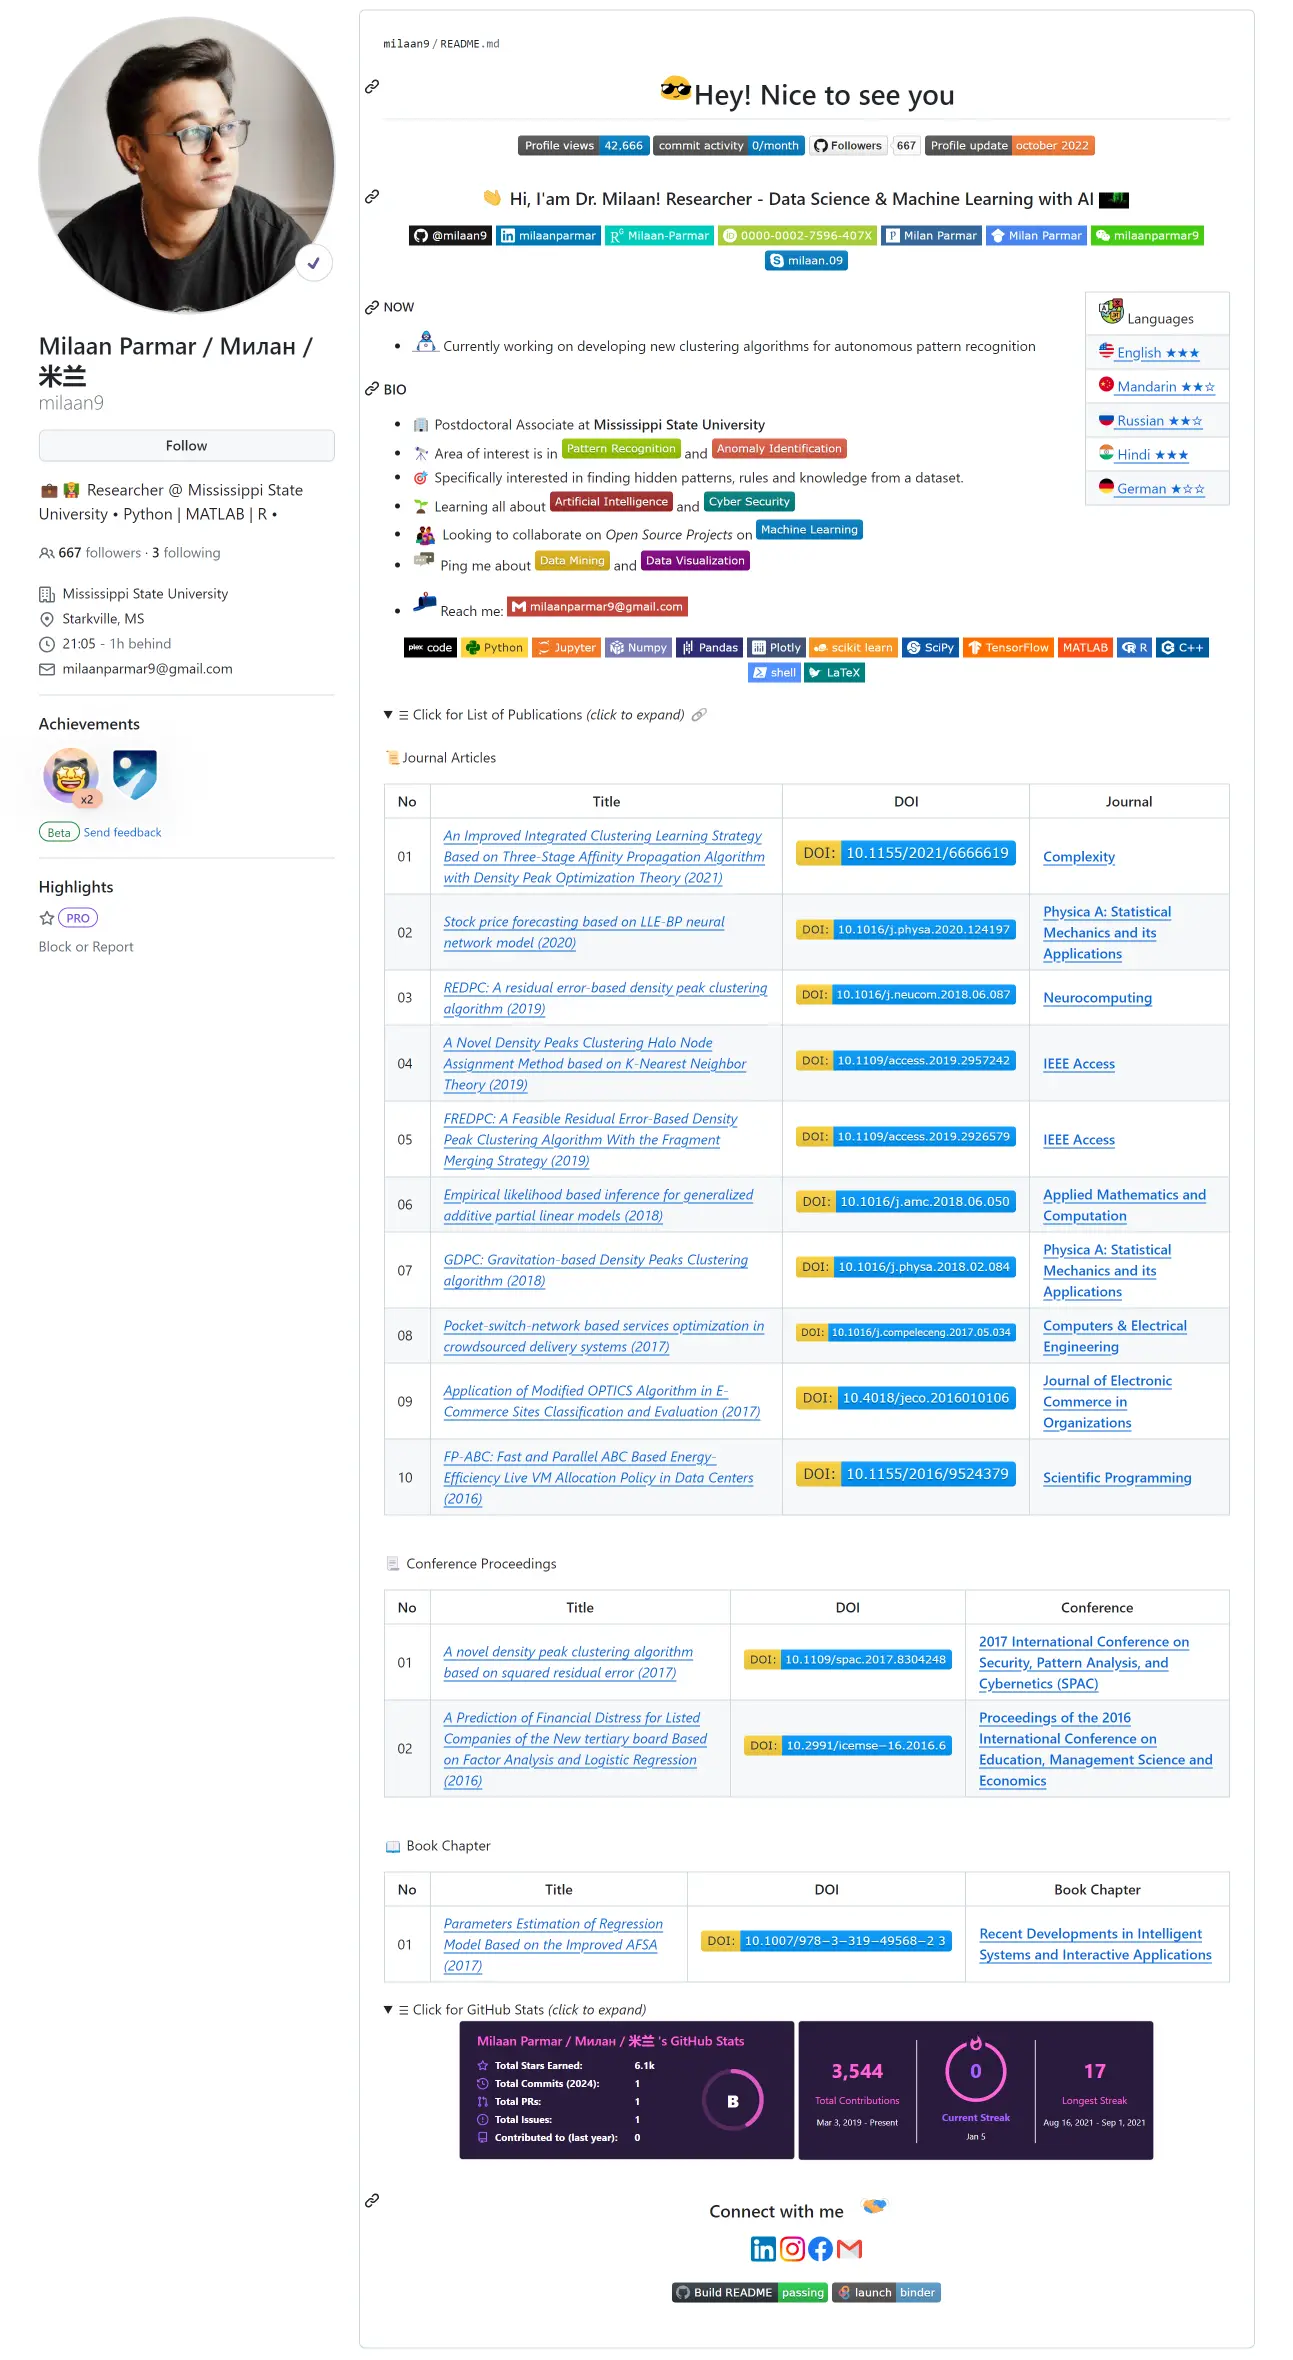 Milaan Parmar / Милан /
米兰
milaan9
Follow
Researcher @ Mississippi State
University • Python | MATLAB | R •
667 followers · 3 following
Mississippi State University
Starkville, MS
21:05 - 1h behind
milaanparmar9@gmail.com
Achievements
x2
Beta Send feedback
Highlights
PRO
Block or Report
milaan9/README.md
Hey! Nice to see you
Profile views 42,666 commit activity 0/month Followers 667 Profile update october 2022
Hi, I'am Dr. Milaan! Researcher - Data Science & Machine Learning with AI
@milaan9 milaanparmar Milaan-Parmar 0000-0002-7596-407X Milan Parmar Milan Parmar milaanparmar9
milaan.09
NOW
Currently working on developing new clustering algorithms for autonomous pattern recognition
Languages
English ★★★
Mandarin ★★☆
Russian ★★☆
Hindi ★★★
German ★☆☆
BIO
Postdoctoral Associate at Mississippi State University
Area of interest is in Pattern Recognition and Anomaly Identification
Specifically interested in finding hidden patterns, rules and knowledge from a dataset.
Learning all about Artificial Intelligence and Cyber Security
Looking to collaborate on Open Source Projects on Machine Learning
Ping me about Data Mining and Data Visualization
Reach me: milaanparmar9@gmail.com
plex code Python Jupyter Numpy Pandas Plotly scikit learn SciPy TensorFlow MATLAB R C++
shell LaTeX
▼ ☰ Click for List of Publications (click to expand)
Journal Articles
No Title DOI Journal
01
An Improved Integrated Clustering Learning Strategy
Based on Three-Stage Affinity Propagation Algorithm
with Density Peak Optimization Theory (2021)
DOI: 10.1155/2021/6666619
Complexity
02
Stock price forecasting based on LLE-BP neural
network model (2020)
DOI: 10.1016/j.physa.2020.124197
Physica A: Statistical
Mechanics and its
Applications
03
REDPC: A residual error-based density peak clustering
algorithm (2019)
DOI: 10.1016/j.neucom.2018.06.087
Neurocomputing
04
A Novel Density Peaks Clustering Halo Node
Assignment Method based on K-Nearest Neighbor
Theory (2019)
DOI: 10.1109/access.2019.2957242
IEEE Access
05
FREDPC: A Feasible Residual Error-Based Density
Peak Clustering Algorithm With the Fragment
Merging Strategy (2019)
DOI: 10.1109/access.2019.2926579
IEEE Access
06
Empirical likelihood based inference for generalized
additive partial linear models (2018)
DOI: 10.1016/j.amc.2018.06.050
Applied Mathematics and
Computation
07
GDPC: Gravitation-based Density Peaks Clustering
algorithm (2018)
DOI: 10.1016/j.physa.2018.02.084
Physica A: Statistical
Mechanics and its
Applications
08
Pocket-switch-network based services optimization in
crowdsourced delivery systems (2017)
DOI: 10.1016/j.compeleceng.2017.05.034
Computers & Electrical
Engineering
09
Application of Modified OPTICS Algorithm in E-
Commerce Sites Classification and Evaluation (2017)
DOI: 10.4018/jeco.2016010106
Journal of Electronic
Commerce in
Organizations
10
FP-ABC: Fast and Parallel ABC Based Energy-
Efficiency Live VM Allocation Policy in Data Centers
(2016)
DOI: 10.1155/2016/9524379
Scientific Programming
Conference Proceedings
No Title DOI Conference
01
A novel density peak clustering algorithm
based on squared residual error (2017)
DOI: 10.1109/spac.2017.8304248
2017 International Conference on
Security, Pattern Analysis, and
Cybernetics (SPAC)
02
A Prediction of Financial Distress for Listed
Companies of the New tertiary board Based
on Factor Analysis and Logistic Regression
(2016)
DOI: 10.2991/icemse−16.2016.6
Proceedings of the 2016
International Conference on
Education, Management Science and
Economics
Book Chapter
No Title DOI Book Chapter
01
Parameters Estimation of Regression
Model Based on the Improved AFSA
(2017)
DOI: 10.1007/978−3−319−49568−2 3
Recent Developments in Intelligent
Systems and Interactive Applications
▼ ☰ Click for GitHub Stats (click to expand)
Milaan Parmar / Милан / 米兰 's GitHub Stats
Total Stars Earned: 6.1k
Total Commits (2024): 1
Total PRs: 1
Total Issues: 1
Contributed to (last year): 0
B
3,544
Total Contributions
Mar 3, 2019 - Present
0
Current Streak
Jan 5
17
Longest Streak
Aug 16, 2021 - Sep 1, 2021
Connect with me
Build README passing launch binder